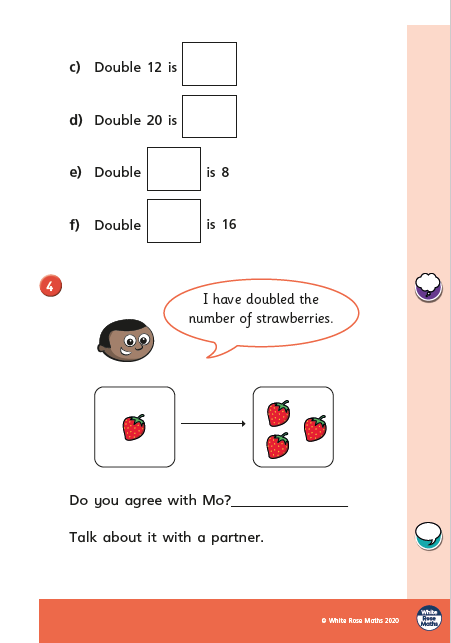 c) Double 12 is
d) Double 20 is
e) Double is 8
f) Double is 16
4
I have doubled the
number of strawberries.
Do you agree with Mo?
Talk about it with a partner.
© White Rose Maths 2020
White
Rose
Maths